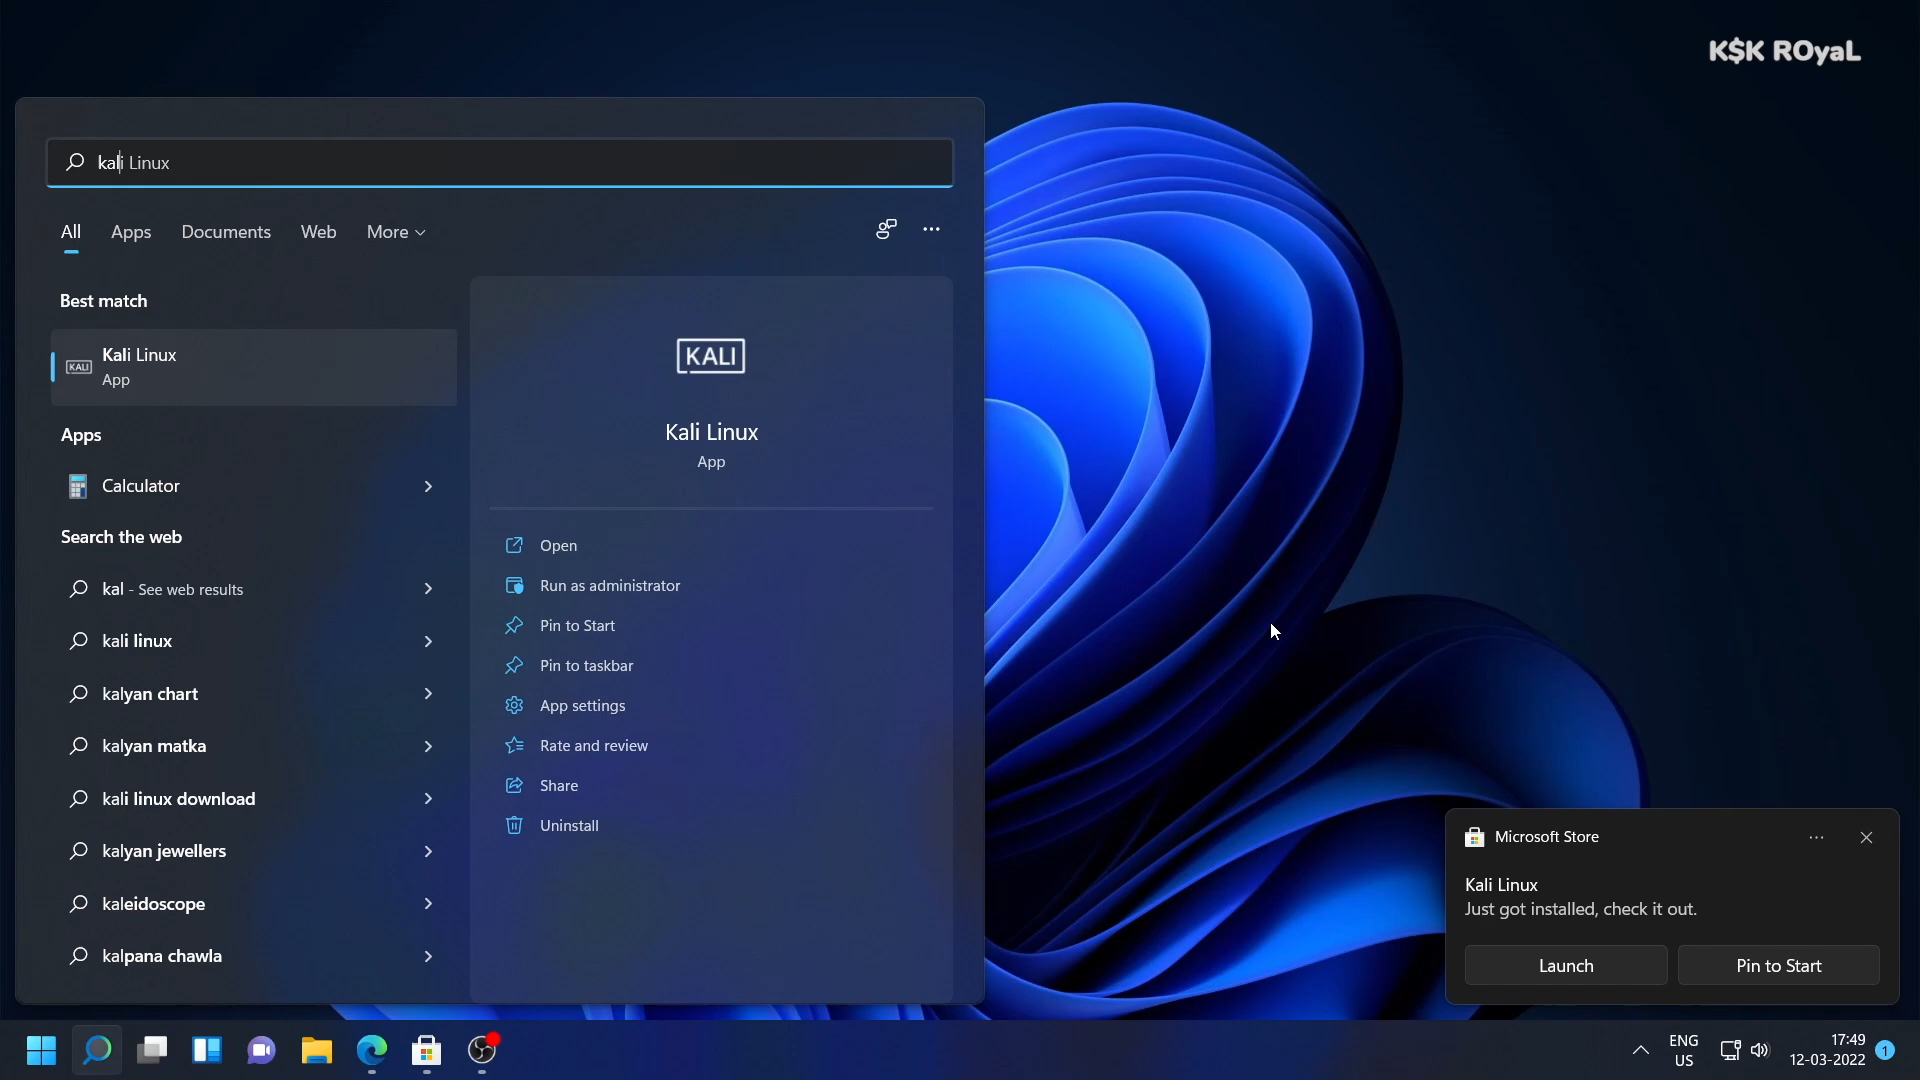 K$K ROyaL
kali Linux
All Apps Documents Web More
Best match
KALI
Kali Linux
App
Apps
Calculator
Search the web
kal - See web results
kali linux
kalyan chart
kalyan matka
kali linux download
kalyan jewellers
kaleidoscope
kalpana chawla
KALI
Kali Linux
App
Open
Run as administrator
Pin to Start
Pin to taskbar
App settings
Rate and review
Share
Uninstall
Microsoft Store
Kali Linux
Just got installed, check it out.
Launch Pin to Start
ENG
US
17:49
12-03-2022
1